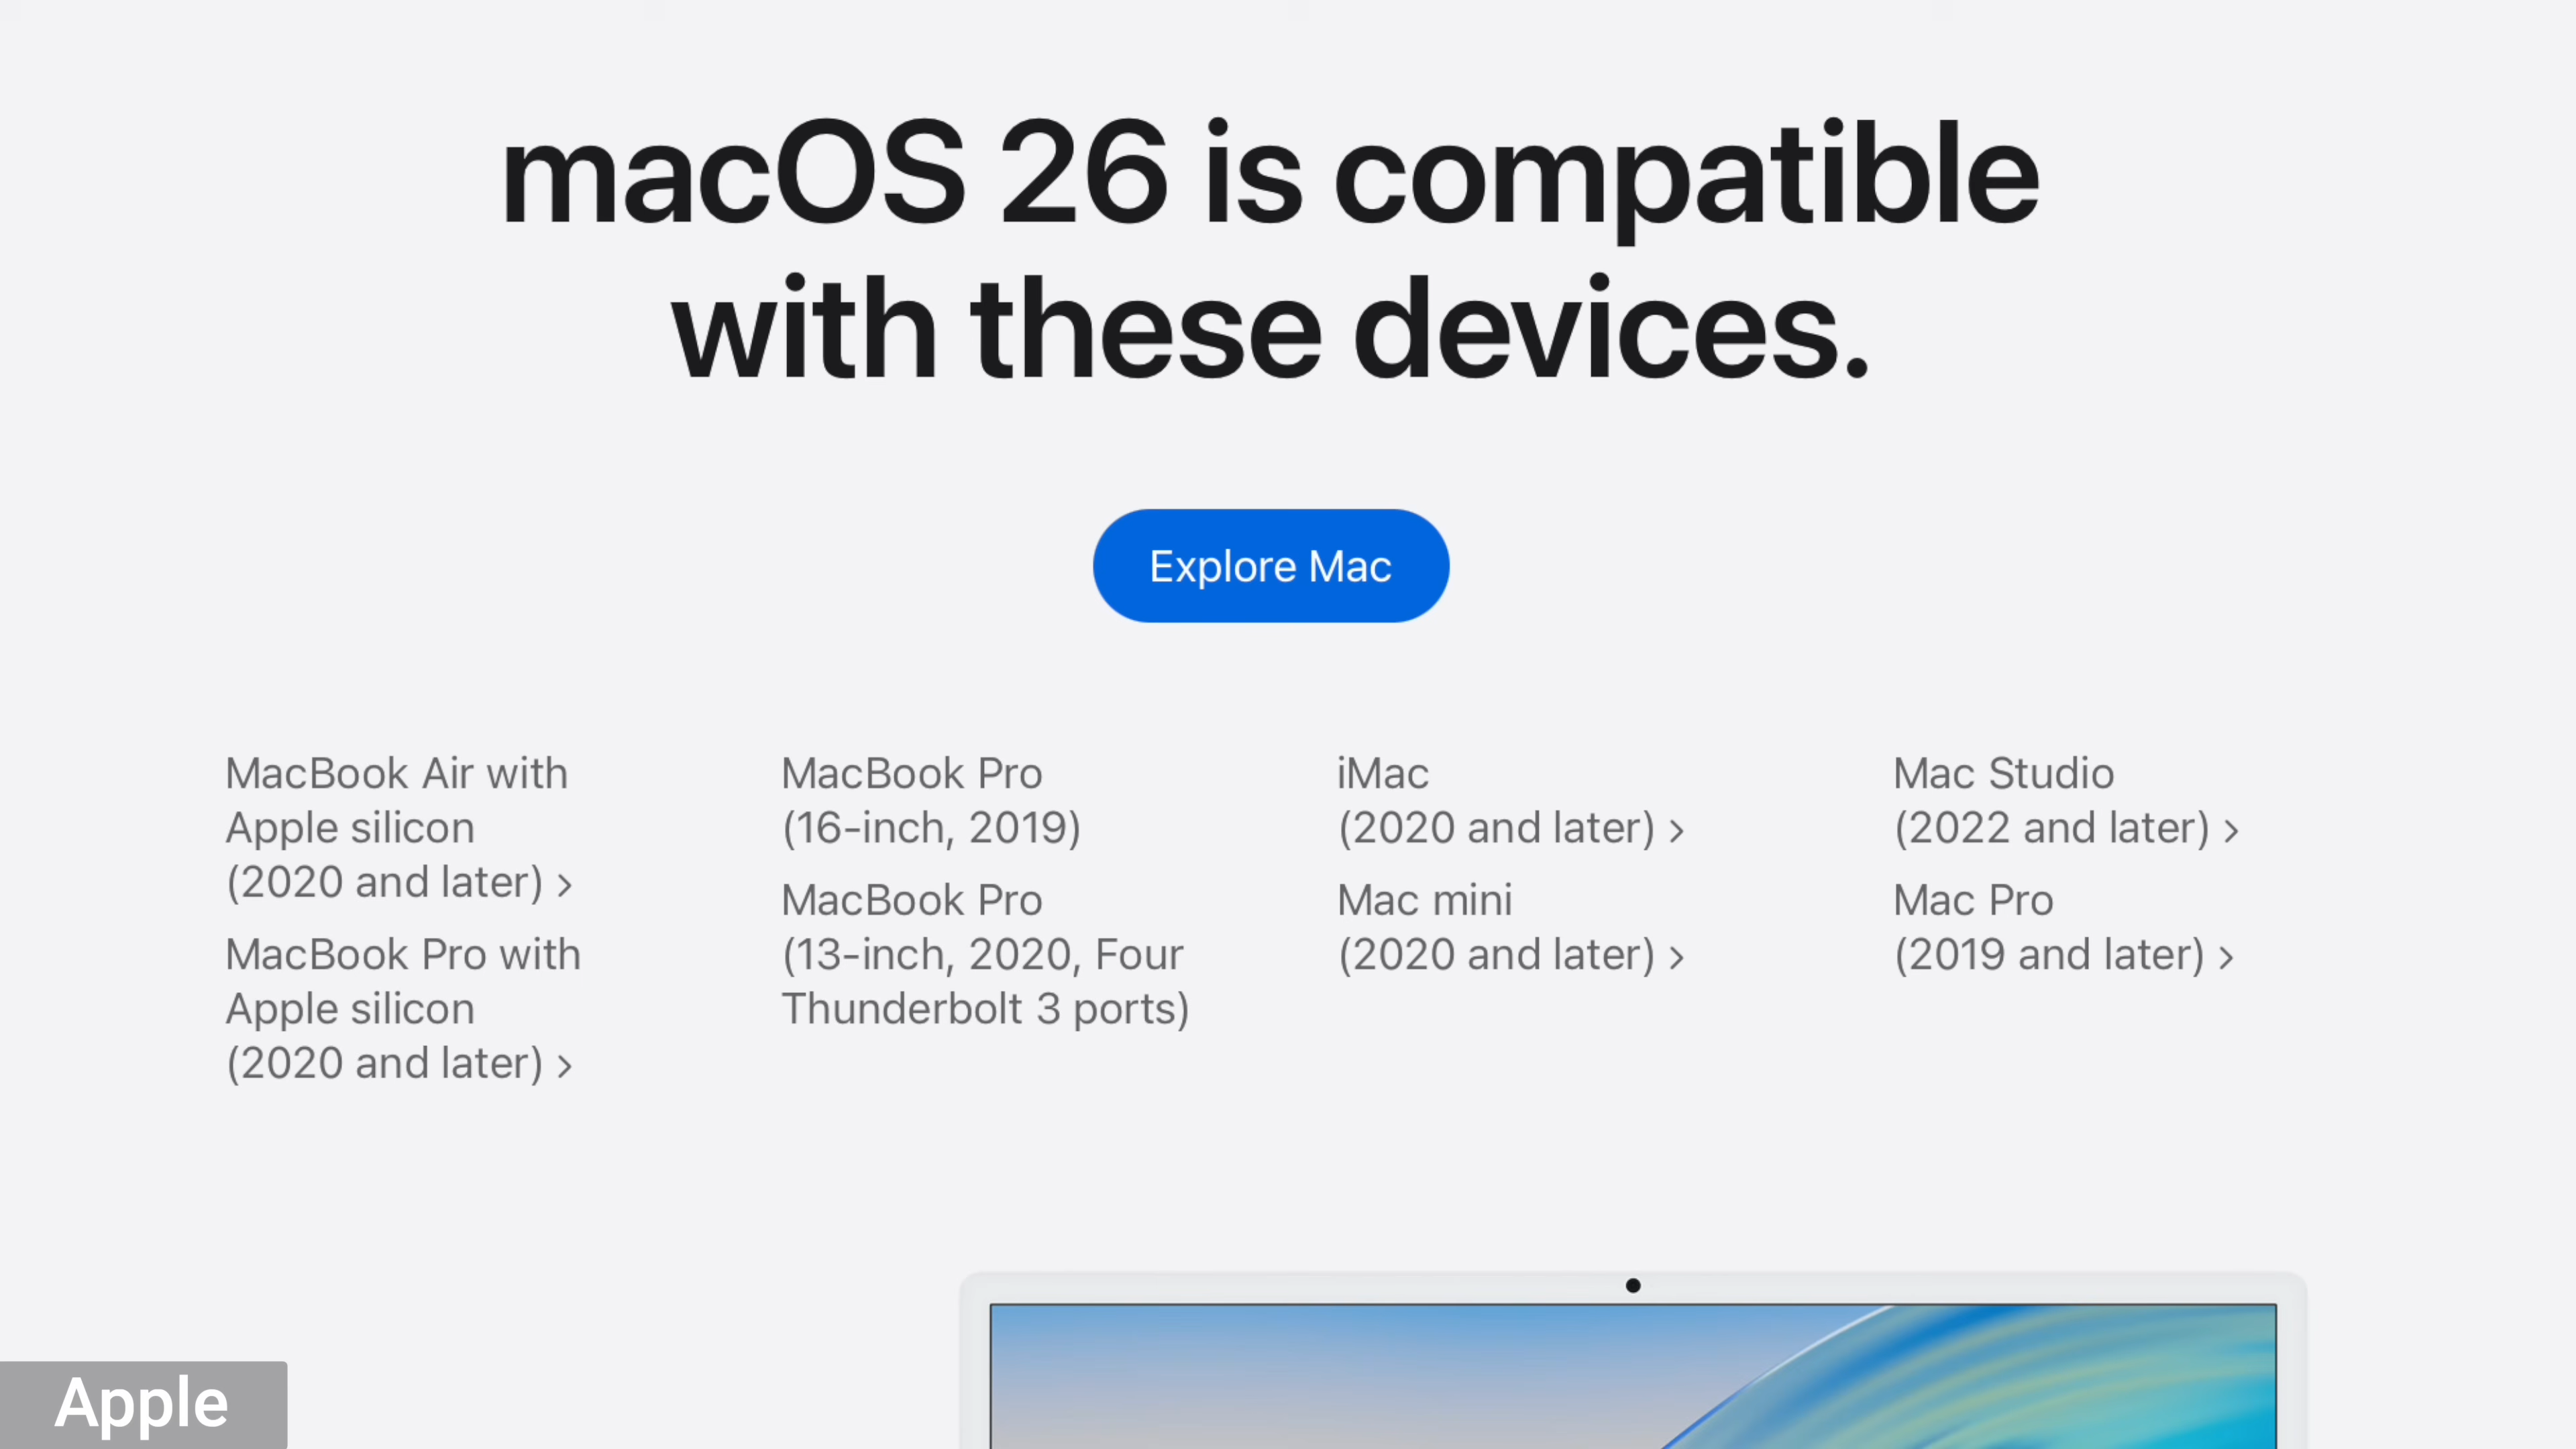 macOS 26 is compatible
with these devices.
Explore Mac
MacBook Air with
Apple silicon
(2020 and later) >
MacBook Pro with
Apple silicon
(2020 and later) >
MacBook Pro
(16-inch, 2019)
MacBook Pro
(13-inch, 2020, Four
Thunderbolt 3 ports)
iMac
(2020 and later) >
Mac mini
(2020 and later) >
Mac Studio
(2022 and later) >
Mac Pro
(2019 and later) >
Apple